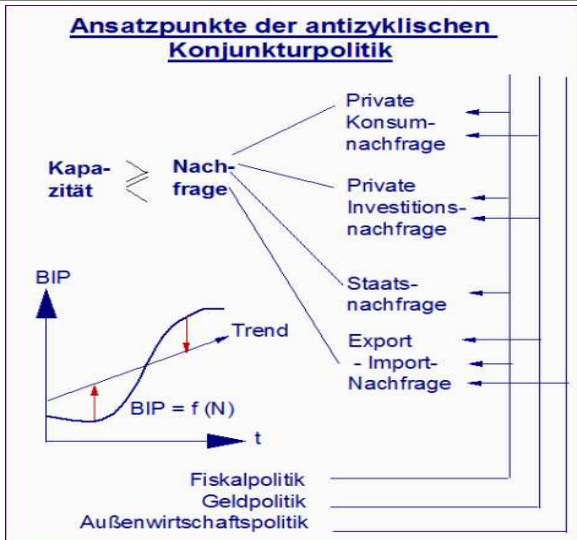 Ansatzpunkte der antizyklischen
Konjunkturpolitik
Private
Konsum-
nachfrage
Kapa-
zität
>
=
<
Nach-
frage
Private
Investitions-
nachfrage
Staats-
nachfrage
Export
- Import-
Nachfrage
BIP
Trend
BIP = f (N)
t
Fiskalpolitik
Geldpolitik
Außenwirtschaftspolitik